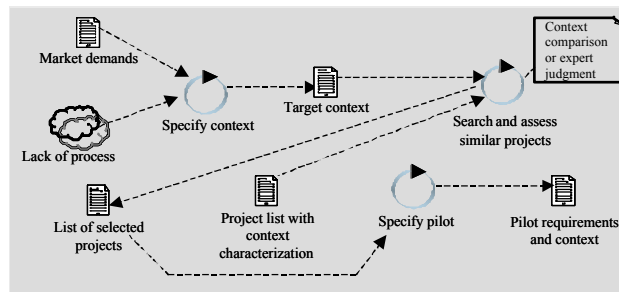 Market demands
Lack of process
Specify context
Target context
Search and assess
similar projects
Context
comparison
or expert
judgment
List of selected
projects
Project list with
context
characterization
Specify pilot
Pilot requirements
and context